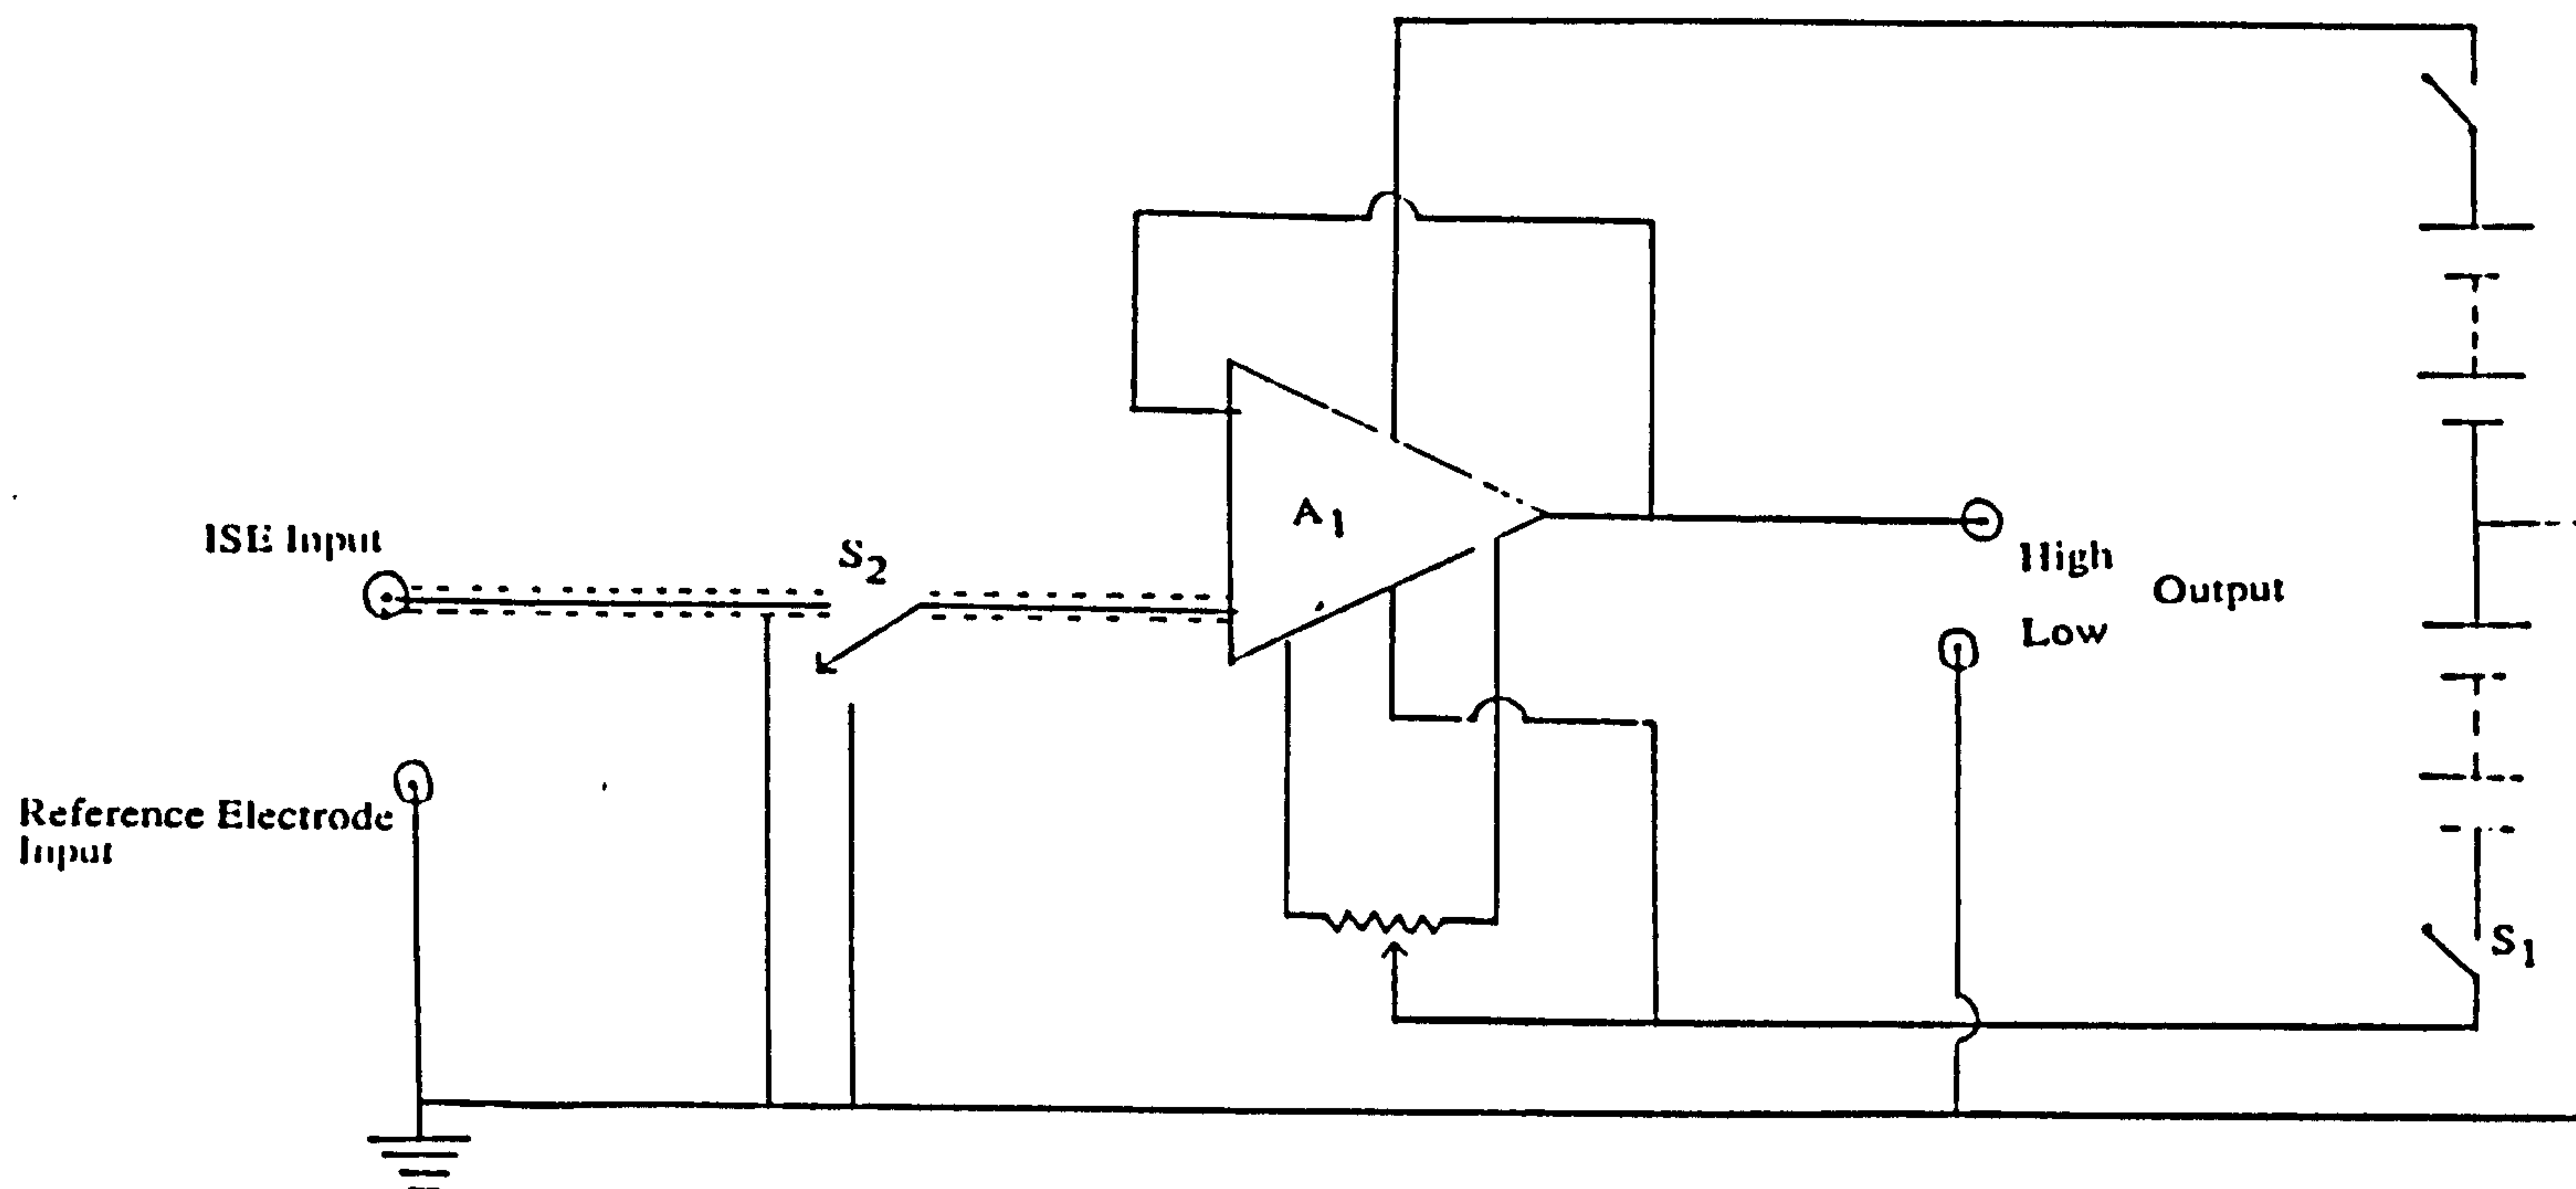 ISE Input
S2
A1
High
Output
Low
Reference Electrode
Input
S1